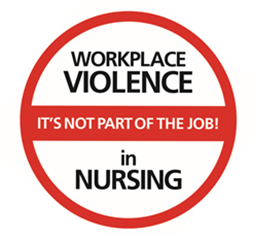 WORKPLACE
VIOLENCE
IT'S NOT PART OF THE JOB!
in
NURSING